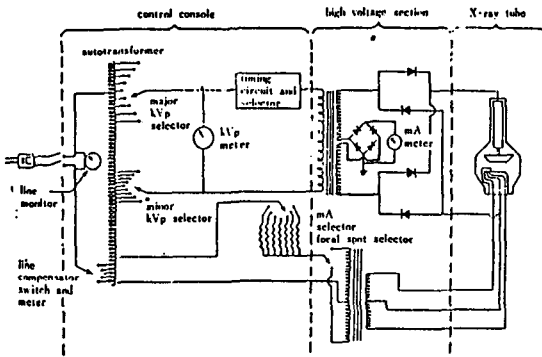 control console
high voltage section
X-ray tube
autotransformer
timing
circuit and
selector
major
kVp
selector
kVp
meter
mA
meter
line
monitor
minor
kVp selector
mA
selector
focal spot selector
line
compensator
switch and
meter